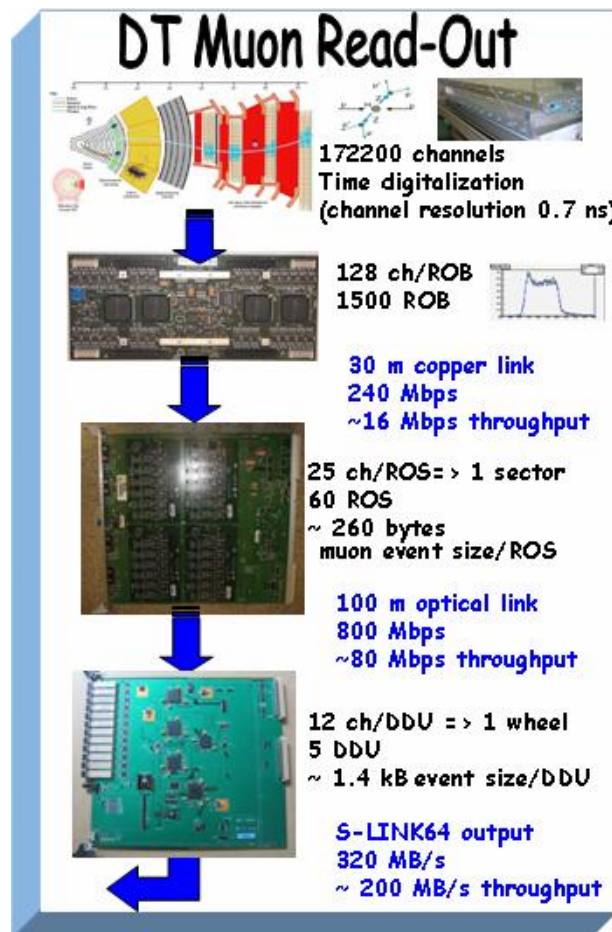 DT Muon Read-Out
172200 channels
Time digitalization
(channel resolution 0.7 ns)
128 ch/ROB
1500 ROB
30 m copper link
240 Mbps
~16 Mbps throughput
25 ch/ROS=> 1 sector
60 ROS
~ 260 bytes
muon event size/ROS
100 m optical link
800 Mbps
~80 Mbps throughput
12 ch/DDU => 1 wheel
5 DDU
~ 1.4 kB event size/DDU
S-LINK64 output
320 MB/s
~ 200 MB/s throughput